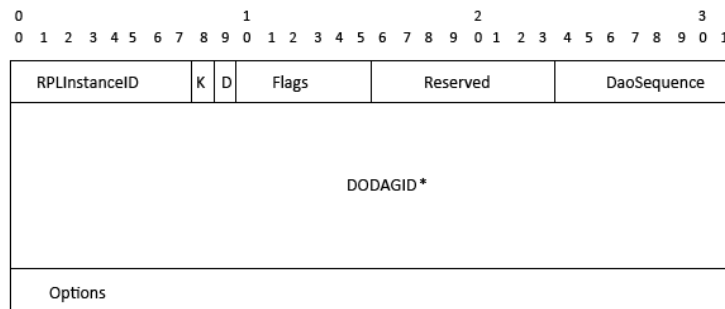 0 1 2 3
0 1 2 3 4 5 6 7 8 9 0 1 2 3 4 5 6 7 8 9 0 1 2 3 4 5 6 7 8 9 0 1
RPLInstanceID K D Flags Reserved DaoSequence
DODAGID*
Options